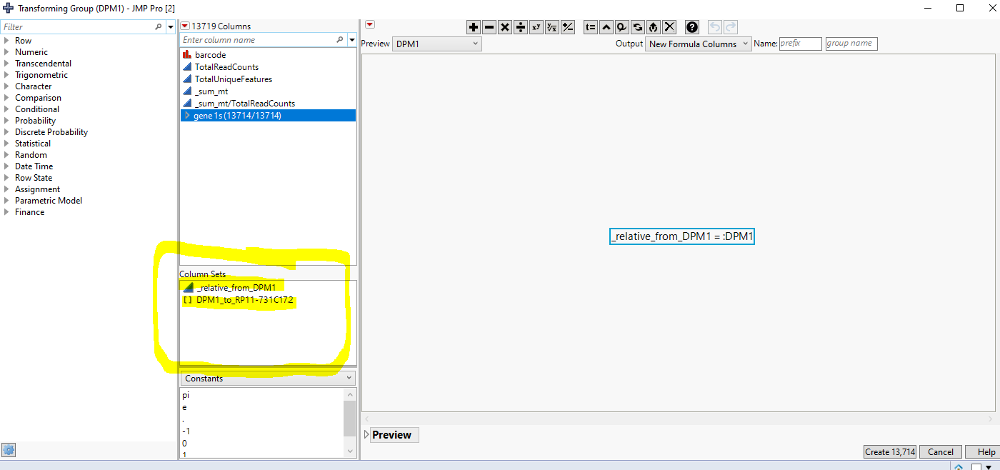 Transforming Group (DPM1) - JMP Pro [2]
Filter
Row
Numeric
Transcendental
Trigonometric
Character
Comparison
Conditional
Probability
Discrete Probability
Statistical
Random
Date Time
Row State
Assignment
Parametric Model
Finance
13719 Columns
Enter column name
barcode
TotalReadCounts
TotalUniqueFeatures
_sum_mt
_sum_mt/TotalReadCounts
gene 1s (13714/13714)
Column Sets
_relative_from_DPM1
[ ] DPM1_to_RP11-731C17.2
Constants
pi
e
.
-1
0
1
t=
Preview DPM1 Output New Formula Columns Name: prefix group name
_relative_from_DPM1 = :DPM1
Preview
Create 13,714 Cancel Help